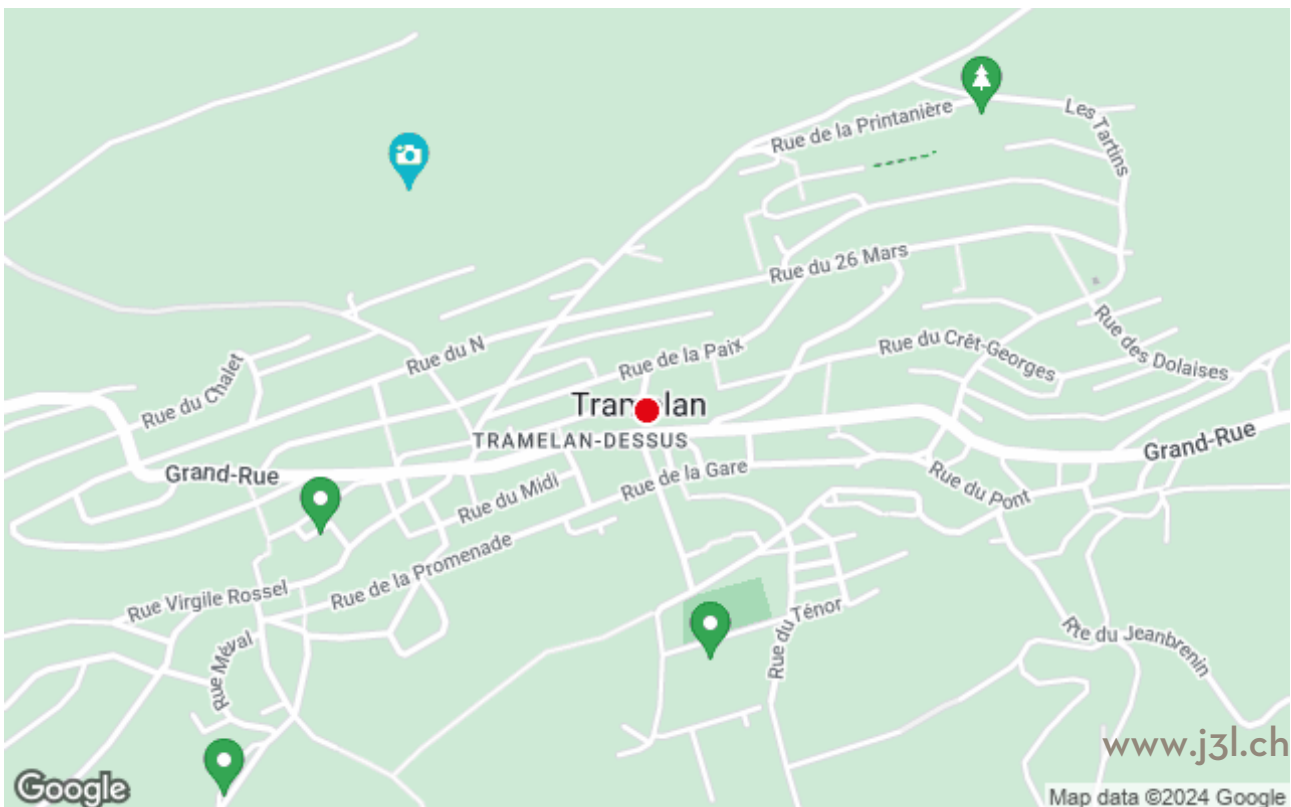 Rue de la Printanière
Les Tartins
Rue du 26 Mars
Rue du N
Rue de la Paix
Rue du Crêt-Georges
Rue des Dolaises
Rue du Chalet
TRAMELAN-DESSUS
Grand-Rue
Grand-Rue
Rue du Midi
Rue de la Gare
Rue du Pont
Rue de la Promenade
Rue Virgile Rossel
Rue du Ténor
Rte du Jeanbrenin
Rue Méval
www.j3l.ch
Google
Map data ©2024 Google